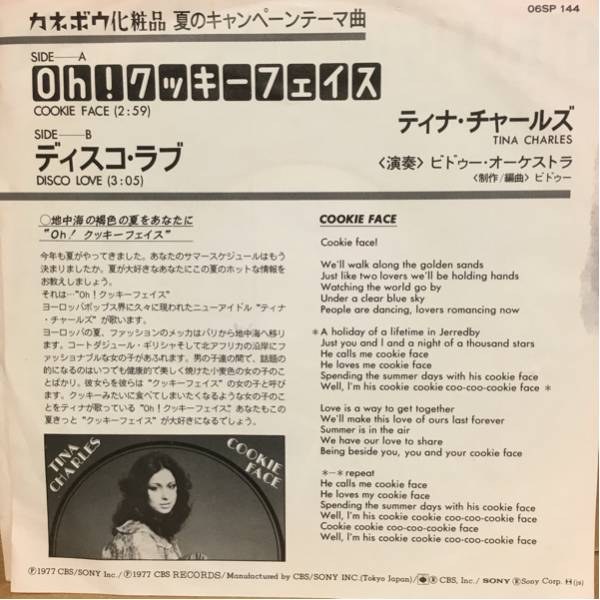 06SP 144
カネボウ化粧品 夏のキャンペーンテーマ曲
SIDE——A
Oh!クッキーフェイス
COOKIE FACE (2:59)
ティナ・チャールズ
TINA CHARLES
SIDE——B
ディスコ・ラブ
DISCO LOVE (3:05)
〈演奏〉ビドゥー・オーケストラ
〈制作/編曲〉ビドゥー
○地中海の褐色の夏をあなたに
"Oh! クッキーフェイス"
今年も夏がやってきました。あなたのサマースケジュールはもう
決まりましたか。夏が大好きなあなたにこの夏のホットな情報を
お教えしましょう。
それは…"Oh!クッキーフェイス"
ヨーロッパポップス界に久々に現われたニューアイドル"ティナ
・チャールズ"が歌います。
ヨーロッパの夏、ファッションのメッカはパリから地中海へ移り
ます。コートダジュール・ギリシャそして北アフリカの沿岸にフ
ァッショナブルな女の子があふれます。男の子達の間で、話題の
的になるのはいつでも健康的で美しく焼けた小麦色の女の子のこ
とばかり。彼女らを彼らは"クッキーフェイス"の女の子と呼び
ます。クッキーみたいに食べてしまいたくなるような女の子のこ
とをティナが歌っている"Oh!クッキーフェイス"。あなたもこの
夏きっと"クッキーフェイス"が大好きになるでしょう。
TINA CHARLES
COOKIE FACE
COOKIE FACE
Cookie face!
We'll walk along the golden sands
Just like two lovers we'll be holding hands
Watching the world go by
Under a clear blue sky
People are dancing, lovers romancing now
*A holiday of a lifetime in Jerredby
Just you and I and a night of a thousand stars
He calls me cookie face
He loves me cookie face
Spending the summer days with his cookie face
Well, I'm his cookie cookie coo-coo-cookie face *
Love is a way to get together
We'll make this love of ours last forever
Summer is in the air
We have our love to share
Being beside you, you and your cookie face
*-* repeat
He calls me cookie face
He loves my cookie face
Spending the summer days with his cookie face
Well, I'm his cookie cookie coo-coo-cookie face
Cookie cookie cookie coo-coo-cookie face
Well, I'm his cookie cookie coo-coo-cookie face
Ⓟ1977 CBS/SONY Inc./Ⓟ1977 CBS RECORDS/Manufactured by CBS/SONY INC.(Tokyo Japan)/® CBS, Inc./ SONY ®Sony Corp. H(js)